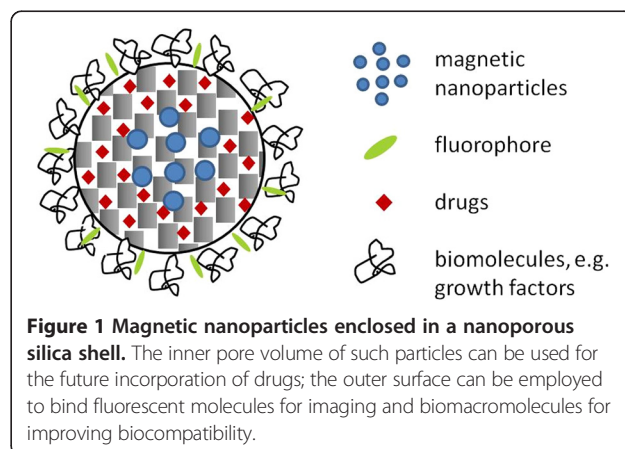 magnetic
nanoparticles
fluorophore
drugs
biomolecules, e.g.
growth factors
Figure 1 Magnetic nanoparticles enclosed in a nanoporous
silica shell. The inner pore volume of such particles can be used for
the future incorporation of drugs; the outer surface can be employed
to bind fluorescent molecules for imaging and biomacromolecules for
improving biocompatibility.